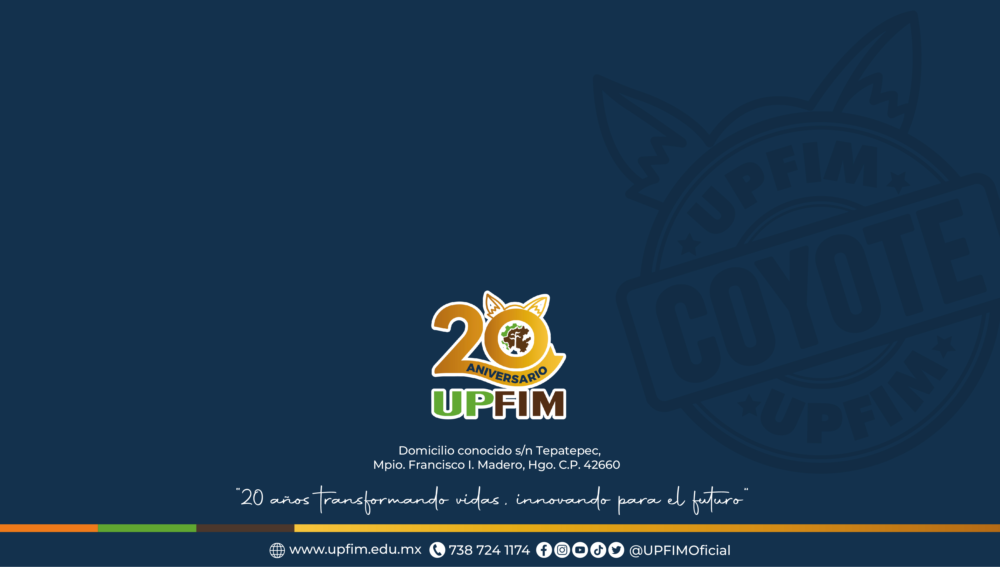 UPFIM
COYOTE
UPFIM
20
ANIVERSARIO
UPFIM
Domicilio conocido s/n Tepatepec,
Mpio. Francisco I. Madero, Hgo. C.P. 42660
"20 años transformando vidas, innovando para el futuro"
www.upfim.edu.mx 738 724 1174 @UPFIMOficial